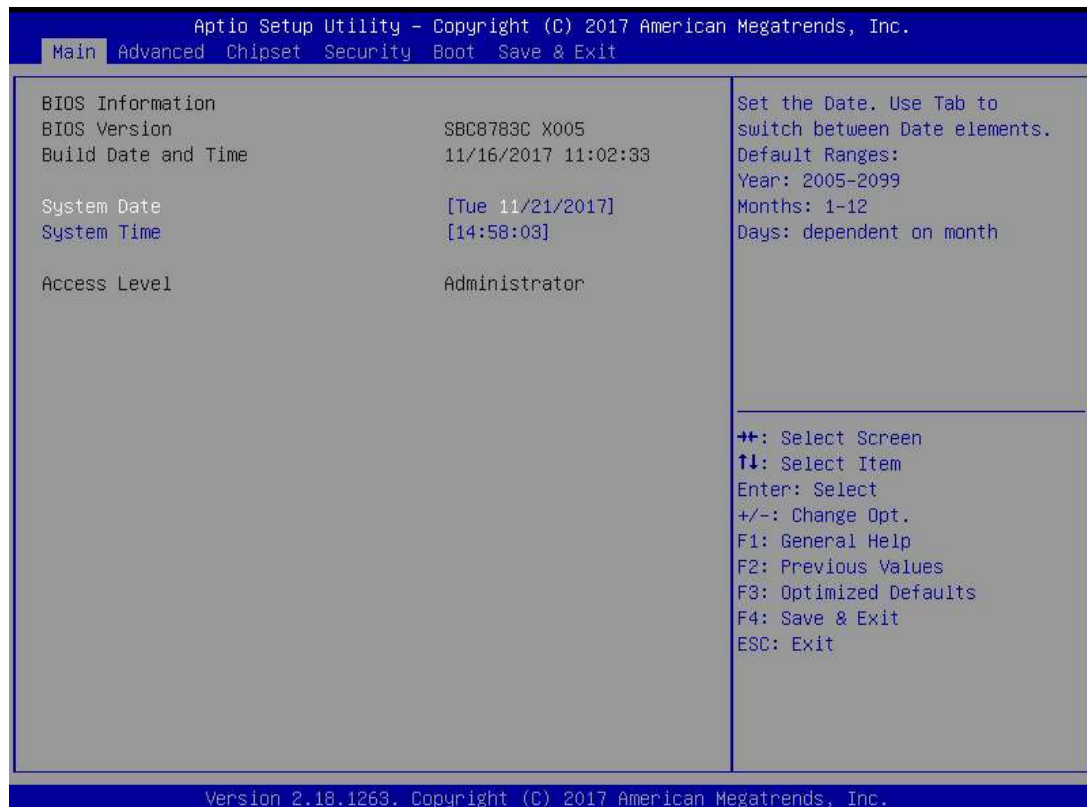 Aptio Setup Utility – Copyright (C) 2017 American Megatrends, Inc.
Main Advanced Chipset Security Boot Save & Exit
BIOS Information
BIOS Version SBC8783C X005
Build Date and Time 11/16/2017 11:02:33
System Date [Tue 11/21/2017]
System Time [14:58:03]
Access Level Administrator
Set the Date. Use Tab to
switch between Date elements.
Default Ranges:
Year: 2005-2099
Months: 1-12
Days: dependent on month
→←: Select Screen
↑↓: Select Item
Enter: Select
+/-: Change Opt.
F1: General Help
F2: Previous Values
F3: Optimized Defaults
F4: Save & Exit
ESC: Exit
Version 2.18.1263. Copyright (C) 2017 American Megatrends, Inc.